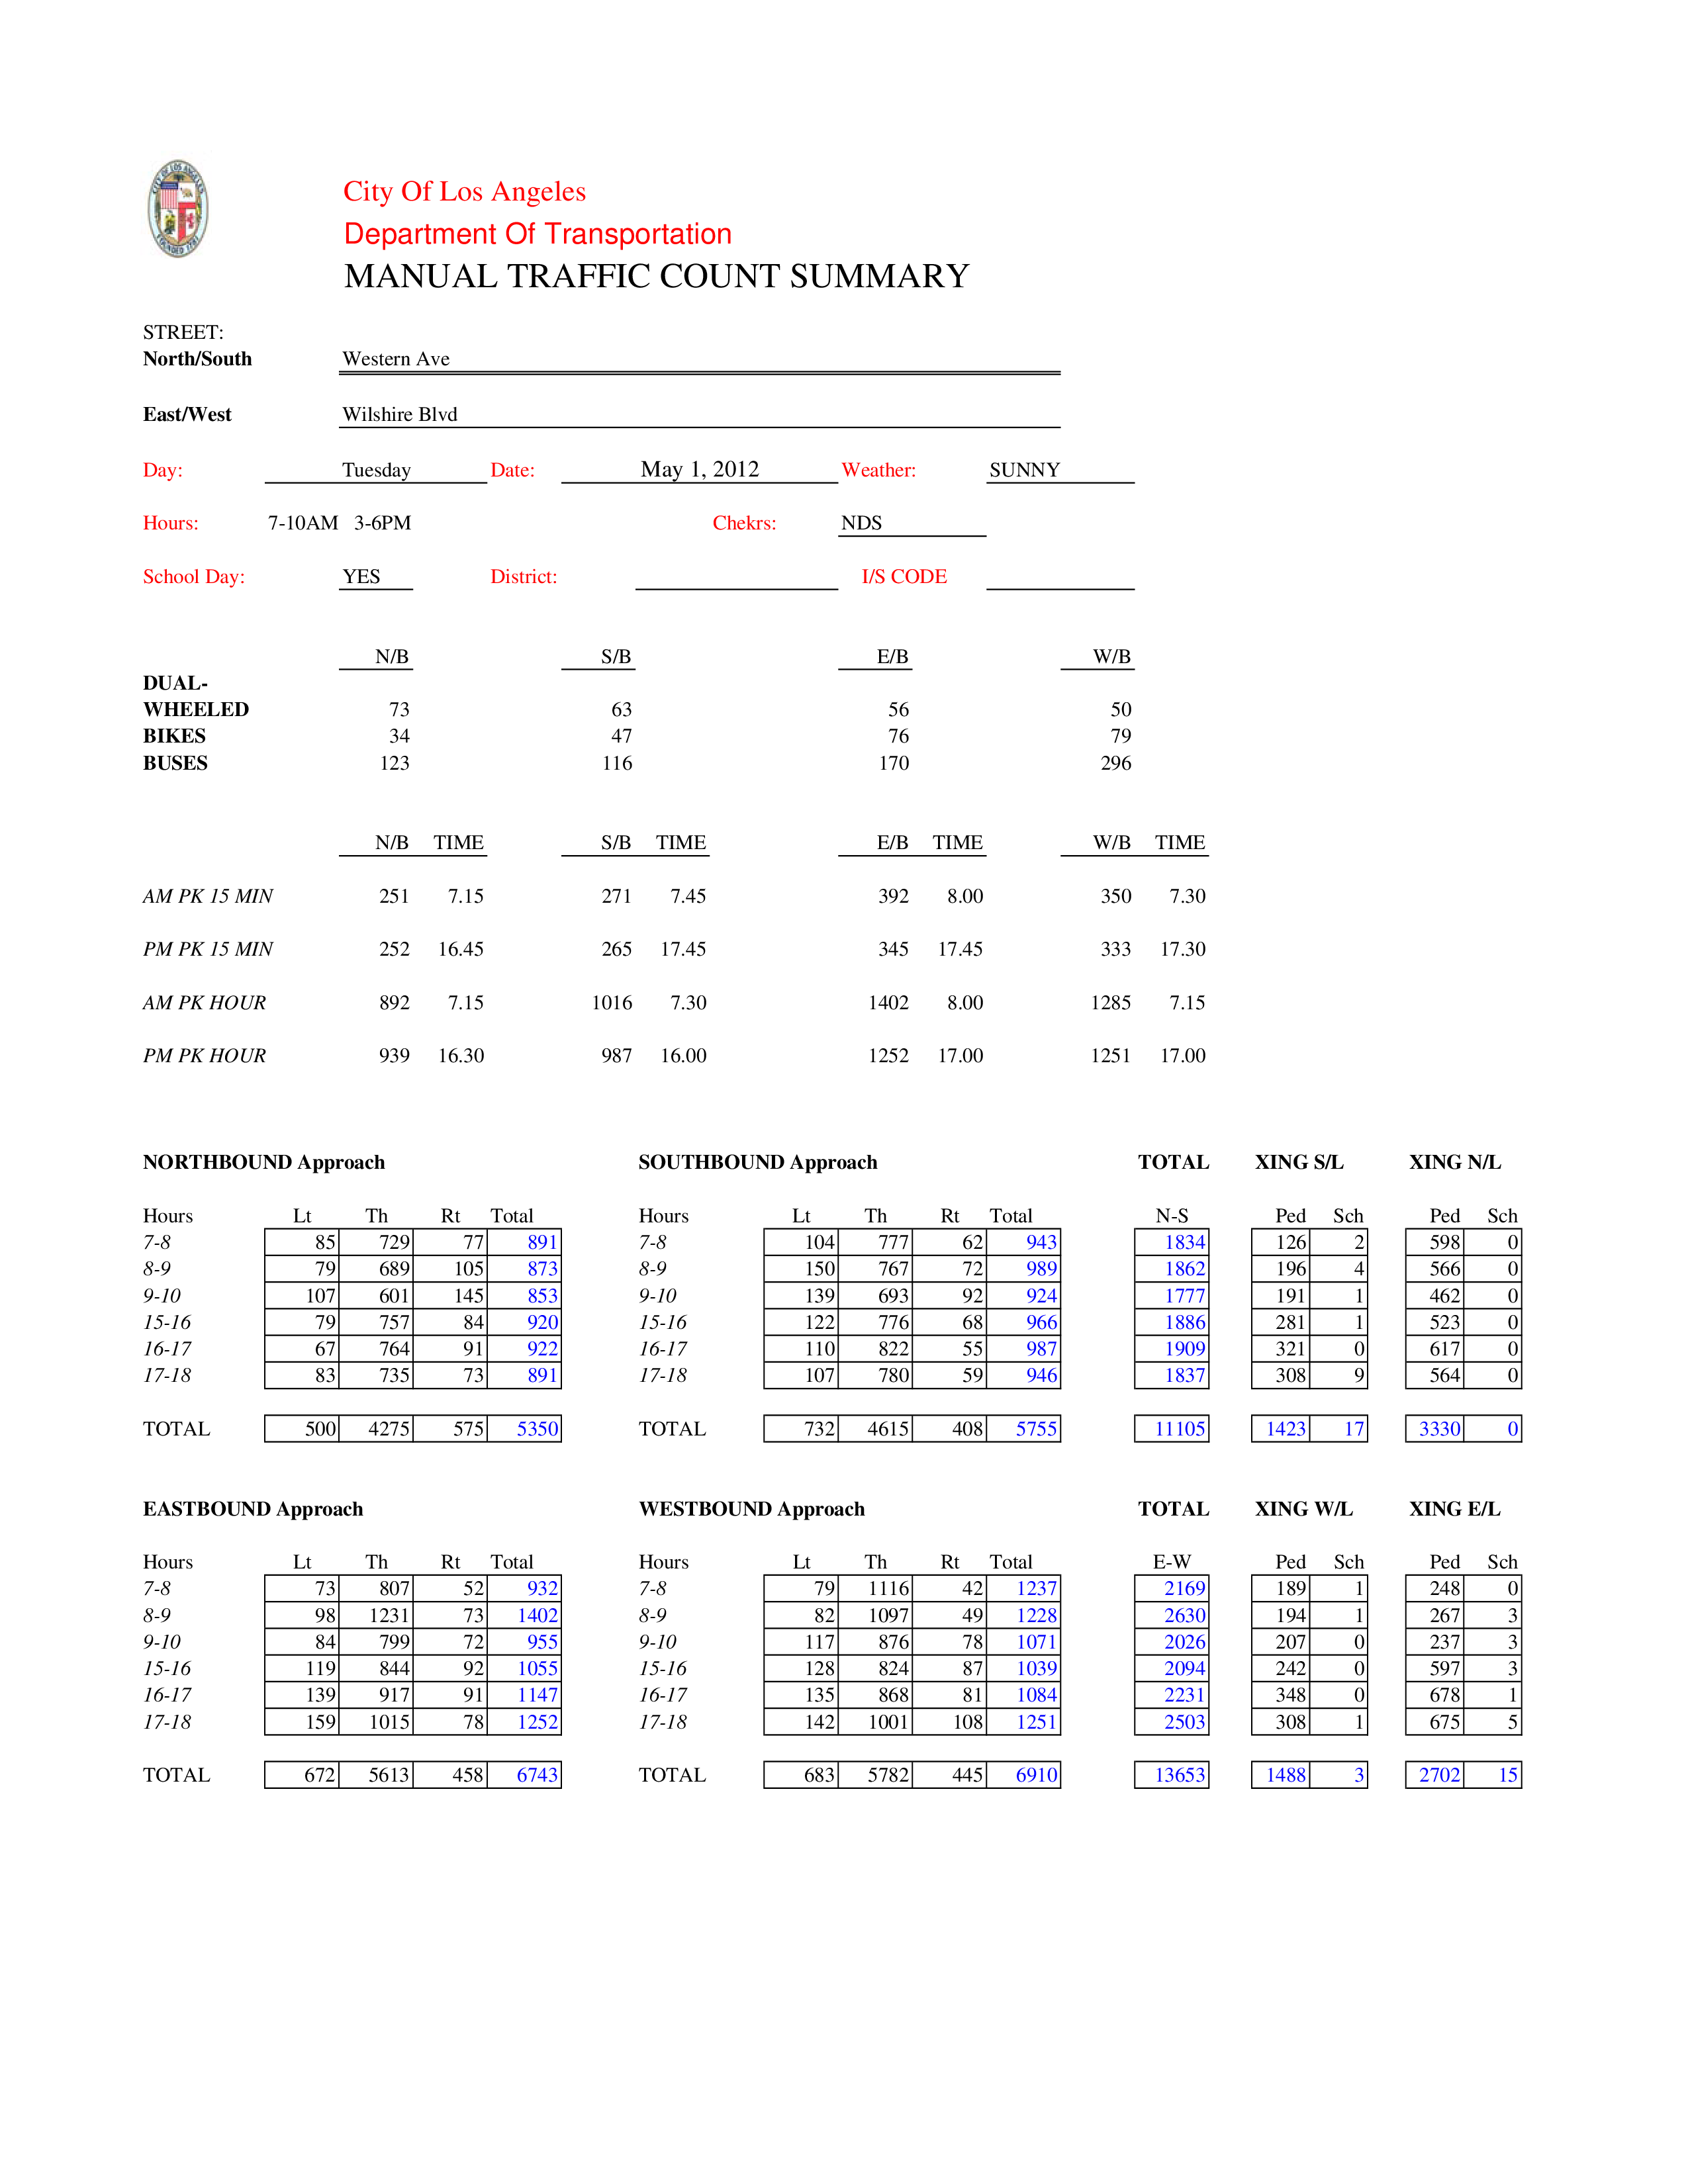 City Of Los Angeles
Department Of Transportation
MANUAL TRAFFIC COUNT SUMMARY
STREET:
North/South Western Ave
East/West Wilshire Blvd
Day: Tuesday Date: May 1, 2012 Weather: SUNNY
Hours: 7-10AM 3-6PM Chekrs: NDS
School Day: YES District: I/S CODE
N/B S/B E/B W/B
DUAL-
WHEELED 73 63 56 50
BIKES 34 47 76 79
BUSES 123 116 170 296
N/B TIME S/B TIME E/B TIME W/B TIME
AM PK 15 MIN 251 7.15 271 7.45 392 8.00 350 7.30
PM PK 15 MIN 252 16.45 265 17.45 345 17.45 333 17.30
AM PK HOUR 892 7.15 1016 7.30 1402 8.00 1285 7.15
PM PK HOUR 939 16.30 987 16.00 1252 17.00 1251 17.00
NORTHBOUND Approach SOUTHBOUND Approach TOTAL XING S/L XING N/L
Hours Lt Th Rt Total Hours Lt Th Rt Total N-S Ped Sch Ped Sch
7-8 85 729 77 891 7-8 104 777 62 943 1834 126 2 598 0
8-9 79 689 105 873 8-9 150 767 72 989 1862 196 4 566 0
9-10 107 601 145 853 9-10 139 693 92 924 1777 191 1 462 0
15-16 79 757 84 920 15-16 122 776 68 966 1886 281 1 523 0
16-17 67 764 91 922 16-17 110 822 55 987 1909 321 0 617 0
17-18 83 735 73 891 17-18 107 780 59 946 1837 308 9 564 0
TOTAL 500 4275 575 5350 TOTAL 732 4615 408 5755 11105 1423 17 3330 0
EASTBOUND Approach WESTBOUND Approach TOTAL XING W/L XING E/L
Hours Lt Th Rt Total Hours Lt Th Rt Total E-W Ped Sch Ped Sch
7-8 73 807 52 932 7-8 79 1116 42 1237 2169 189 1 248 0
8-9 98 1231 73 1402 8-9 82 1097 49 1228 2630 194 1 267 3
9-10 84 799 72 955 9-10 117 876 78 1071 2026 207 0 237 3
15-16 119 844 92 1055 15-16 128 824 87 1039 2094 242 0 597 3
16-17 139 917 91 1147 16-17 135 868 81 1084 2231 348 0 678 1
17-18 159 1015 78 1252 17-18 142 1001 108 1251 2503 308 1 675 5
TOTAL 672 5613 458 6743 TOTAL 683 5782 445 6910 13653 1488 3 2702 15